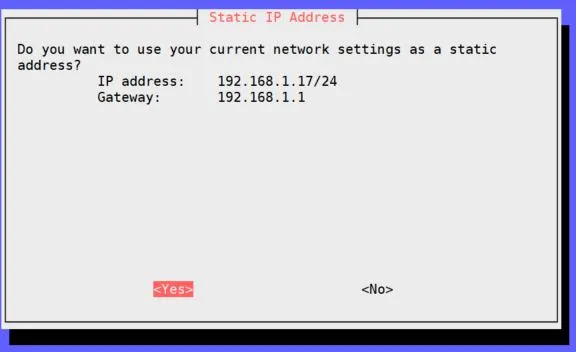 Static IP Address
Do you want to use your current network settings as a static
address?
IP address: 192.168.1.17/24
Gateway: 192.168.1.1
<Yes> <No>